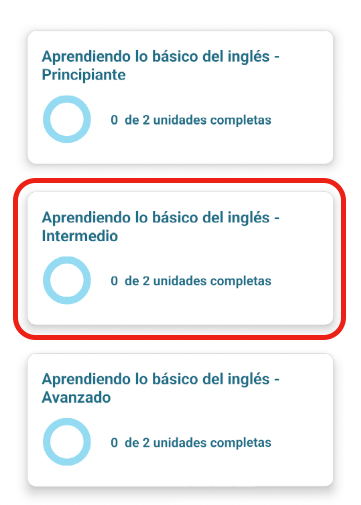 Aprendiendo lo básico del inglés -
Principiante
0 de 2 unidades completas
Aprendiendo lo básico del inglés -
Intermedio
0 de 2 unidades completas
Aprendiendo lo básico del inglés -
Avanzado
0 de 2 unidades completas